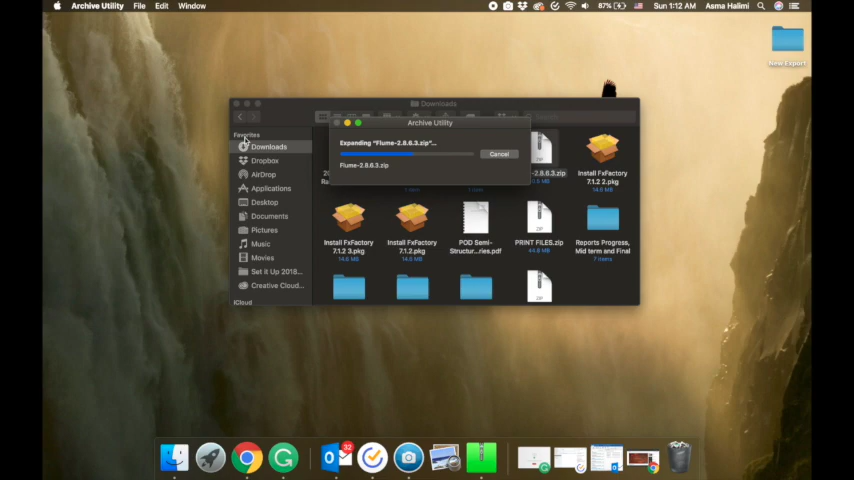 Archive Utility File Edit Window
87% Sun 1:12 AM Asma Halimi
New Export
Downloads
Archive Utility
Expanding "Flume-2.8.6.3.zip"...
Cancel
Flume-2.8.6.3.zip
Favorites
Downloads
Dropbox
AirDrop
Applications
Desktop
Documents
Pictures
Music
Movies
Set it Up 2018...
Creative Cloud...
iCloud
-2.8.6.3.zip
Install FxFactory
7.1.2 2.pkg
14.6 MB
Install FxFactory
7.1.2 3.pkg
14.6 MB
Install FxFactory
7.1.2.pkg
14.6 MB
POD Semi-
Structur...ries.pdf
ZIP
PRINT FILES.zip
44.9 MB
Reports Progress,
Mid term and Final
7 items
ZIP
32